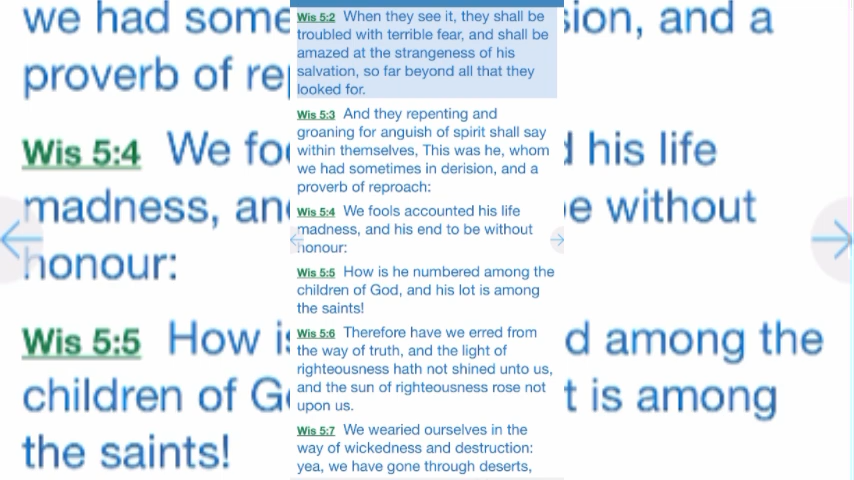 Wis 5:2 When they see it, they shall be
troubled with terrible fear, and shall be
amazed at the strangeness of his
salvation, so far beyond all that they
looked for.
Wis 5:3 And they repenting and
groaning for anguish of spirit shall say
within themselves, This was he, whom
we had sometimes in derision, and a
proverb of reproach:
Wis 5:4 We fools accounted his life
madness, and his end to be without
honour:
Wis 5:5 How is he numbered among the
children of God, and his lot is among
the saints!
Wis 5:6 Therefore have we erred from
the way of truth, and the light of
righteousness hath not shined unto us,
and the sun of righteousness rose not
upon us.
Wis 5:7 We wearied ourselves in the
way of wickedness and destruction:
yea, we have gone through deserts,
we had some sion, and a
proverb of re
Wis 5:4 We fo d his life
madness, an e without
honour:
Wis 5:5 How i d among the
children of G t is among
the saints!